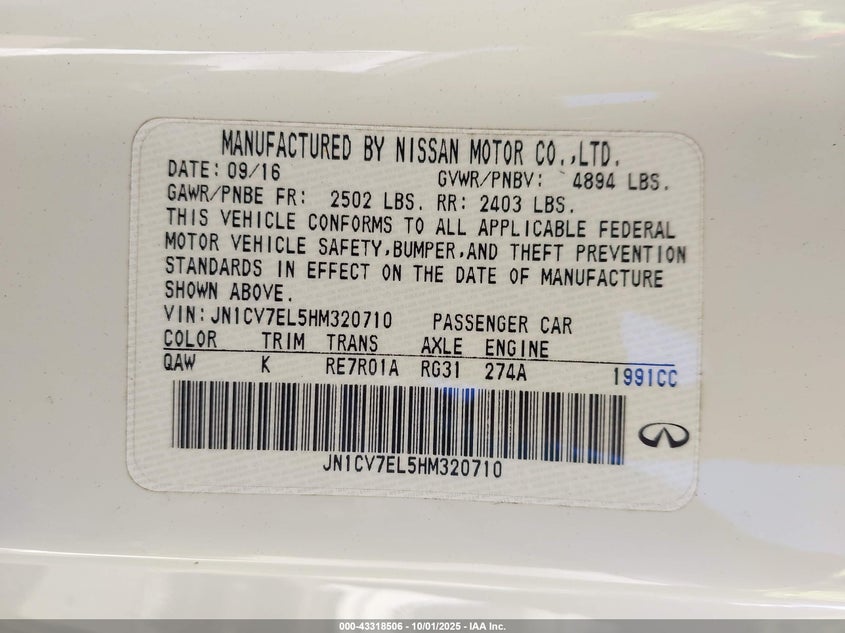 MANUFACTURED BY NISSAN MOTOR CO.,LTD.
DATE: 09/16 GVWR/PNBV: 4894 LBS.
GAWR/PNBE FR: 2502 LBS. RR: 2403 LBS.
THIS VEHICLE CONFORMS TO ALL APPLICABLE FEDERAL
MOTOR VEHICLE SAFETY,BUMPER,AND THEFT PREVENTION
STANDARDS IN EFFECT ON THE DATE OF MANUFACTURE
SHOWN ABOVE.
VIN:JN1CV7EL5HM320710 PASSENGER CAR
COLOR TRIM TRANS AXLE ENGINE
QAW K RE7R01A RG31 274A 1991CC
JN1CV7EL5HM320710
000-43318506 - 10/01/2025 - IAA Inc.